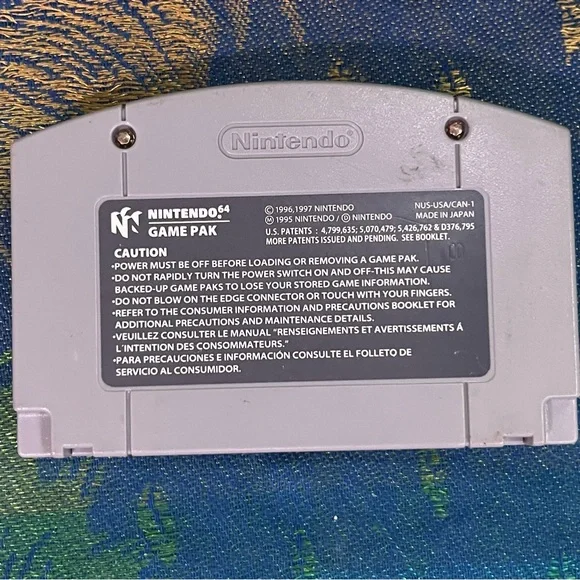 Nintendo®
NINTENDO64
GAME PAK
© 1996,1997 NINTENDO
Ⓜ 1995 NINTENDO / Ⓓ NINTENDO
NUS-USA/CAN-1
MADE IN JAPAN
U.S. PATENTS : 4,799,635; 5,070,479; 5,426,762 & D376,795
MORE PATENTS ISSUED AND PENDING. SEE BOOKLET.
CAUTION
•POWER MUST BE OFF BEFORE LOADING OR REMOVING A GAME PAK.
•DO NOT RAPIDLY TURN THE POWER SWITCH ON AND OFF-THIS MAY CAUSE
BACKED-UP GAME PAKS TO LOSE YOUR STORED GAME INFORMATION.
•DO NOT BLOW ON THE EDGE CONNECTOR OR TOUCH WITH YOUR FINGERS.
•REFER TO THE CONSUMER INFORMATION AND PRECAUTIONS BOOKLET FOR
ADDITIONAL PRECAUTIONS AND MAINTENANCE DETAILS.
•VEUILLEZ CONSULTER LE MANUEL "RENSEIGNEMENTS ET AVERTISSEMENTS Á
L'INTENTION DES CONSOMMATEURS."
•PARA PRECAUCIONES E INFORMACIÓN CONSULTE EL FOLLETO DE
SERVICIO AL CONSUMIDOR.